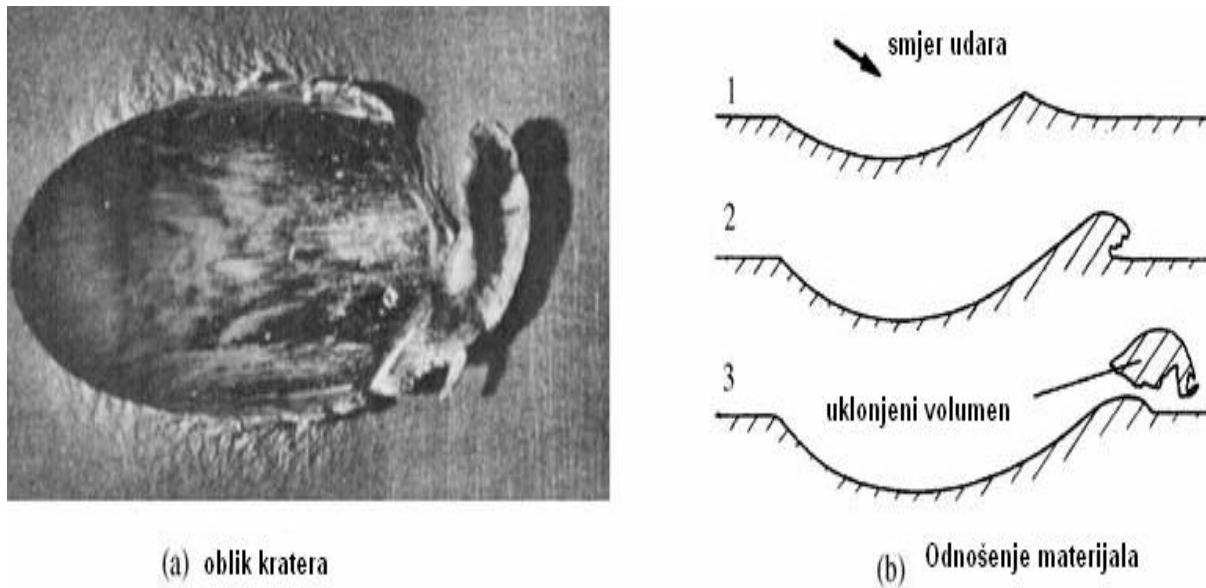 smjer udara
1
2
3
uklonjeni volumen
(a) oblik kratera
(b) Odnošenje materijala